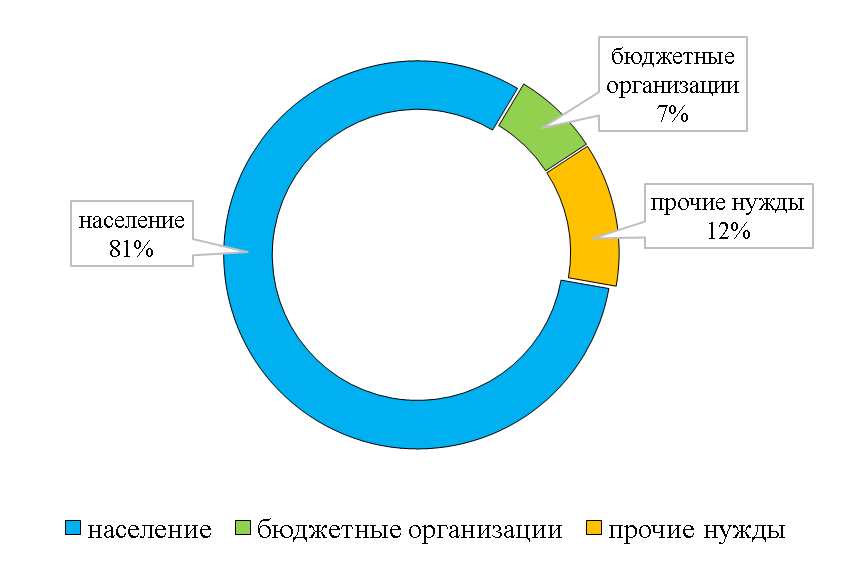 бюджетные
организации
7%
прочие нужды
12%
население
81%
население бюджетные организации прочие нужды